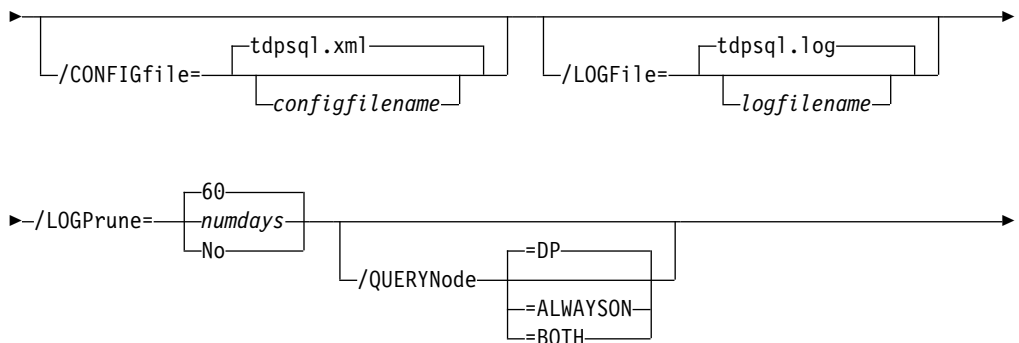 tdpsql.xml
/CONFIGfile=
configfilename
tdpsql.log
/LOGFile=
logfilename
60
/LOGPrune=
numdays
No
=DP
/QUERYNode
=ALWAYSON
=BOTH